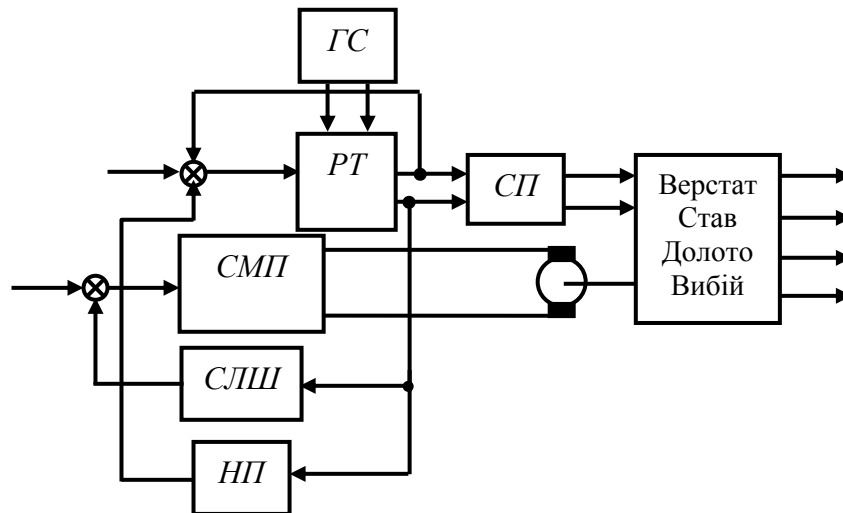 ГС
РТ
СП
Верстат
Став
Долото
Вибій
СМП
СЛШ
НП